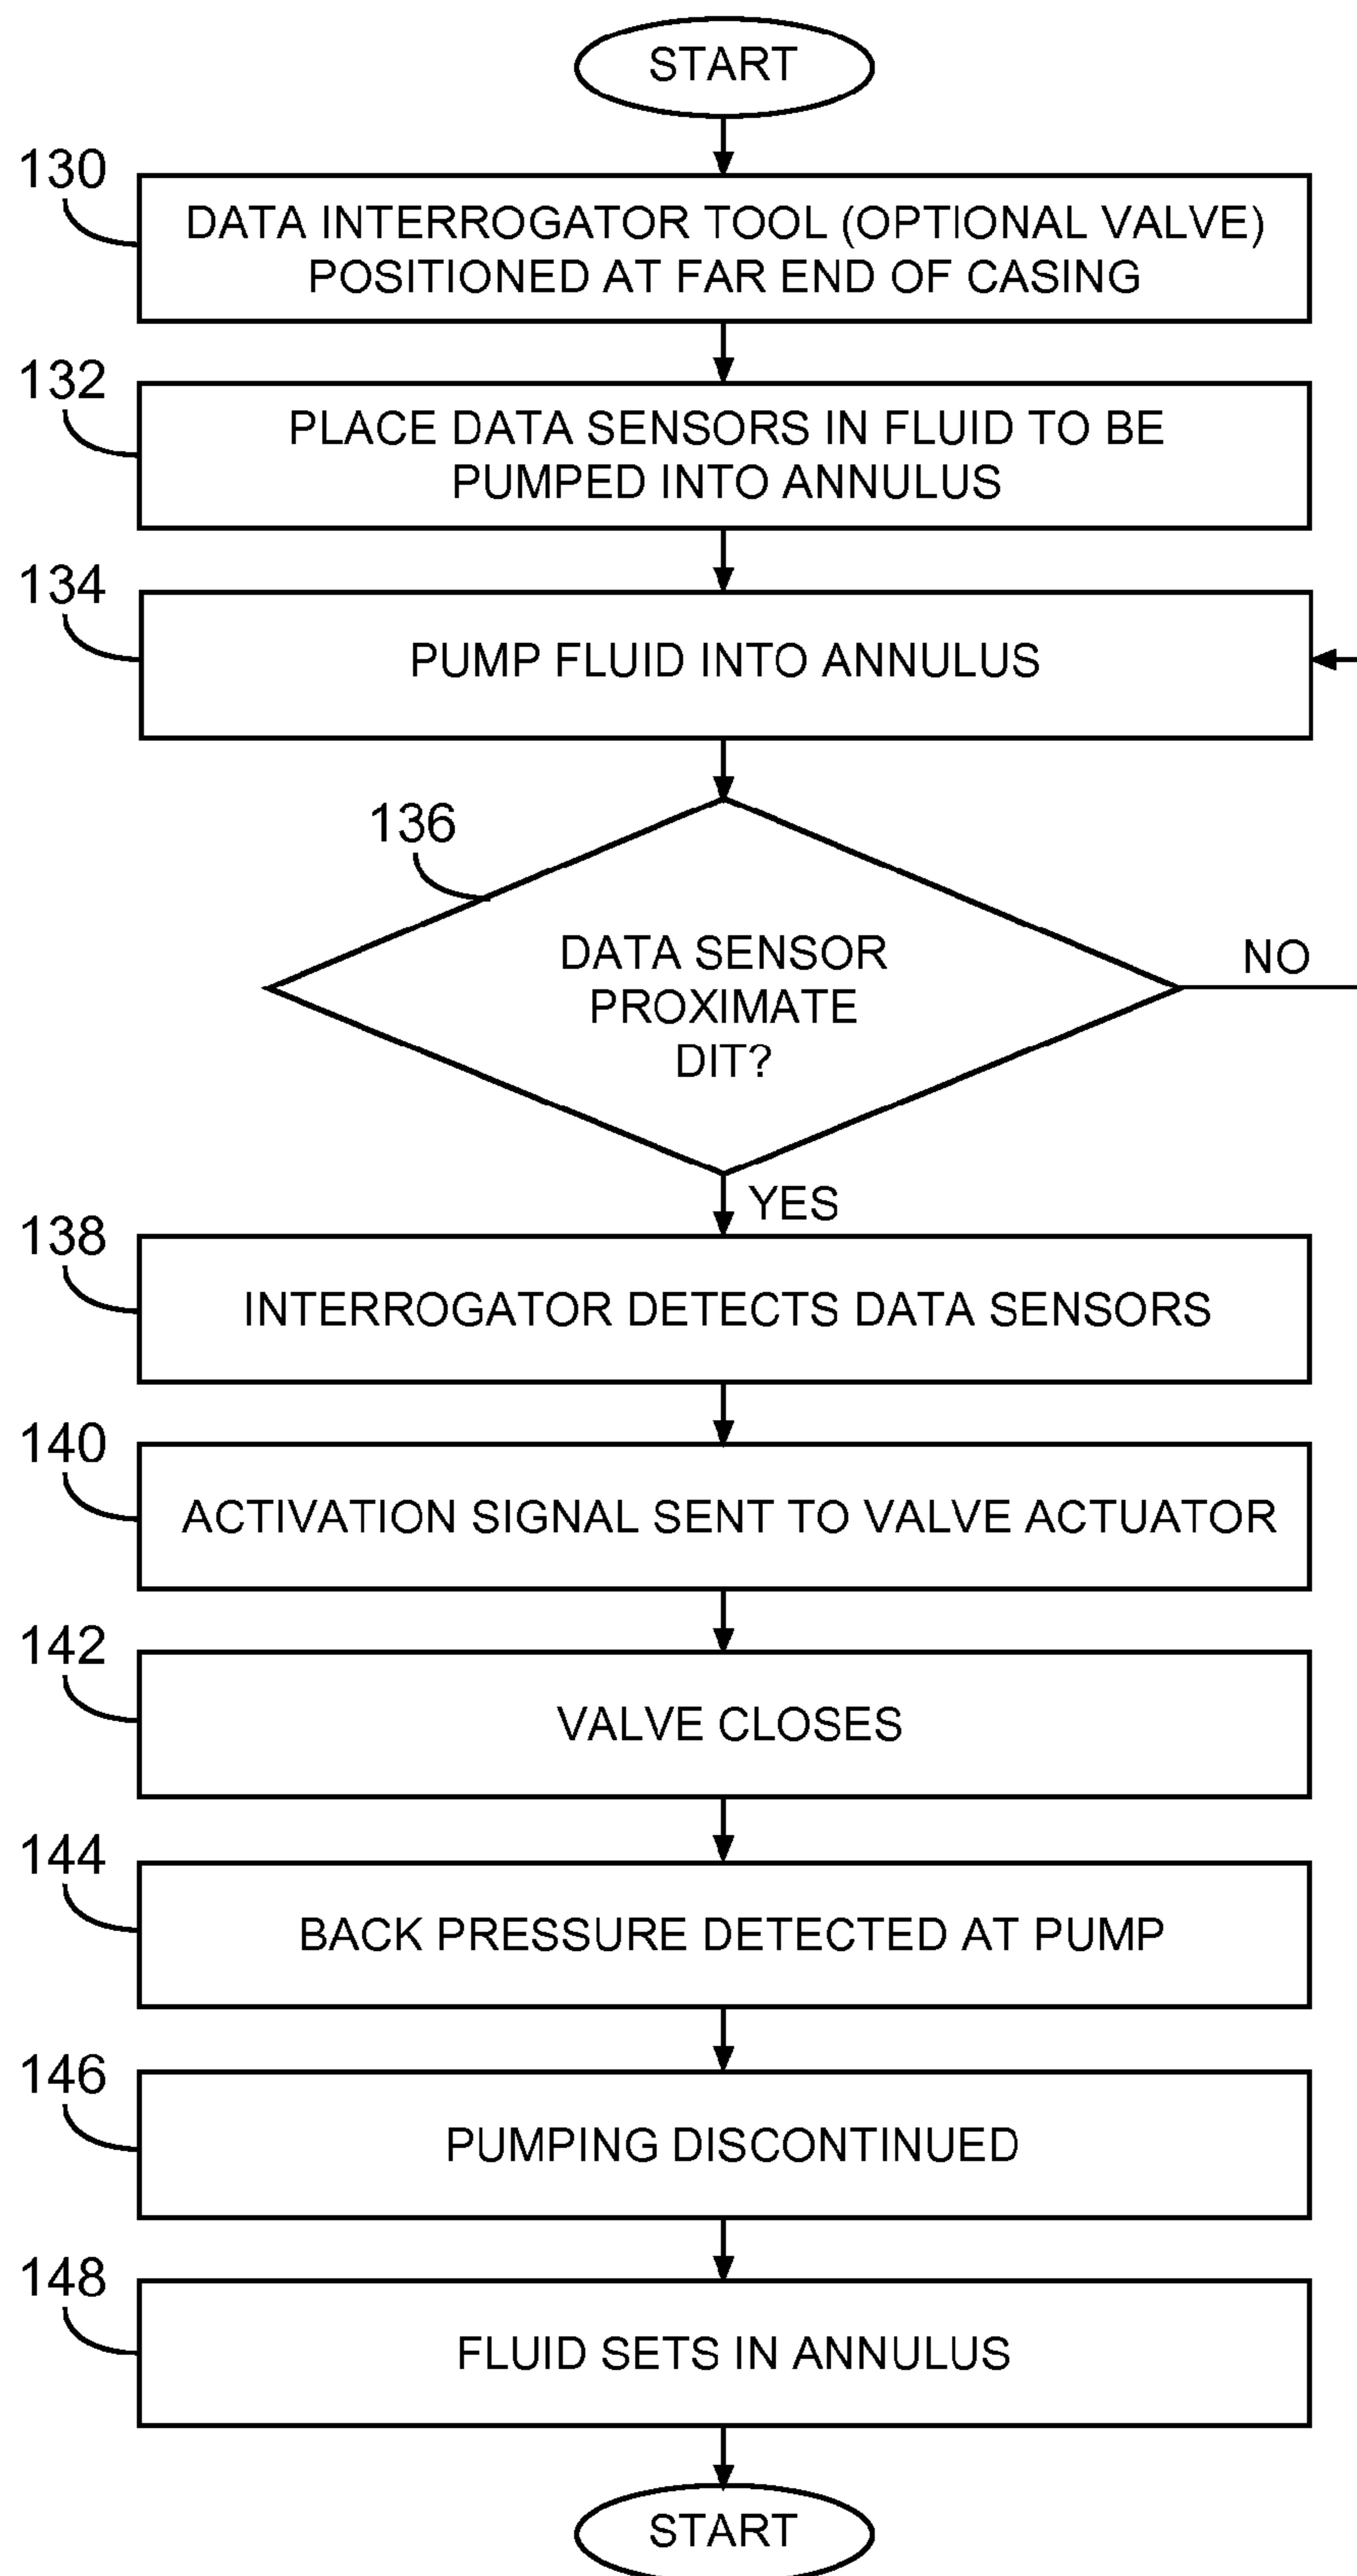 START
130
DATA INTERROGATOR TOOL (OPTIONAL VALVE)
POSITIONED AT FAR END OF CASING
132
PLACE DATA SENSORS IN FLUID TO BE
PUMPED INTO ANNULUS
134
PUMP FLUID INTO ANNULUS
136
DATA SENSOR
PROXIMATE
DIT?
NO
YES
138
INTERROGATOR DETECTS DATA SENSORS
140
ACTIVATION SIGNAL SENT TO VALVE ACTUATOR
142
VALVE CLOSES
144
BACK PRESSURE DETECTED AT PUMP
146
PUMPING DISCONTINUED
148
FLUID SETS IN ANNULUS
START